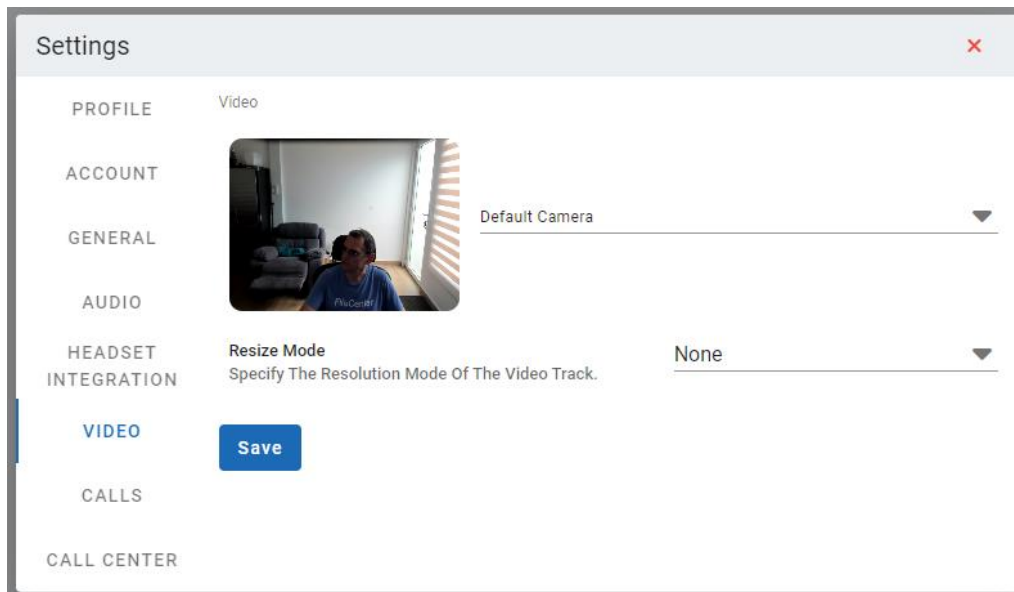 Settings
PROFILE
Video
ACCOUNT
Default Camera
GENERAL
AUDIO
HEADSET
INTEGRATION
Resize Mode
None
Specify The Resolution Mode Of The Video Track.
VIDEO
Save
CALLS
CALL CENTER